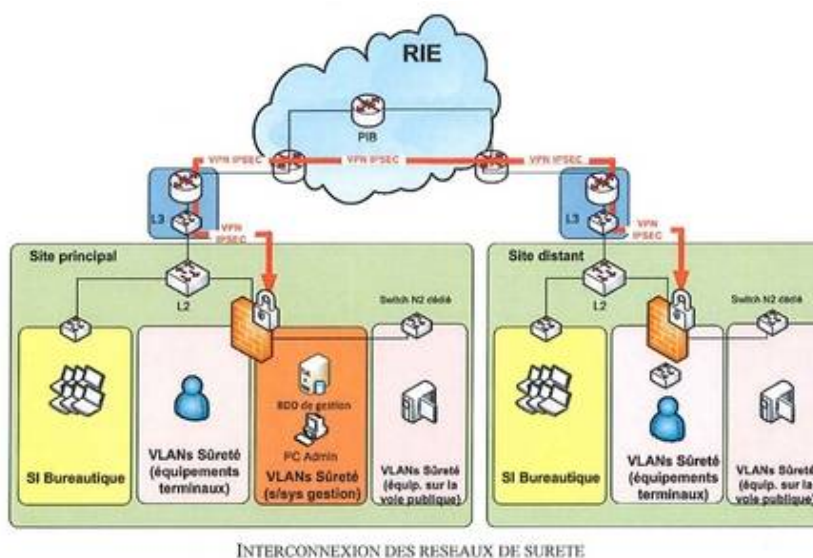 RIE
PIB
VPN IPSEC
VPN IPSEC
VPN IPSEC
L3
VPN
IPSEC
L3
VPN
IPSEC
Site principal
L2
Switch N2 dédié
SI Bureautique
VLANs Sûreté
(équipements
terminaux)
BDD de gestion
PC Admin
VLANs Sûreté
(s/sys gestion)
VLANs Sûreté
(équip. sur la
voie publique)
Site distant
L2
Switch N2 dédié
SI Bureautique
VLANs Sûreté
(équipements
terminaux)
VLANs Sûreté
(équip. sur la
voie publique)
INTERCONNEXION DES RESEAUX DE SURETE